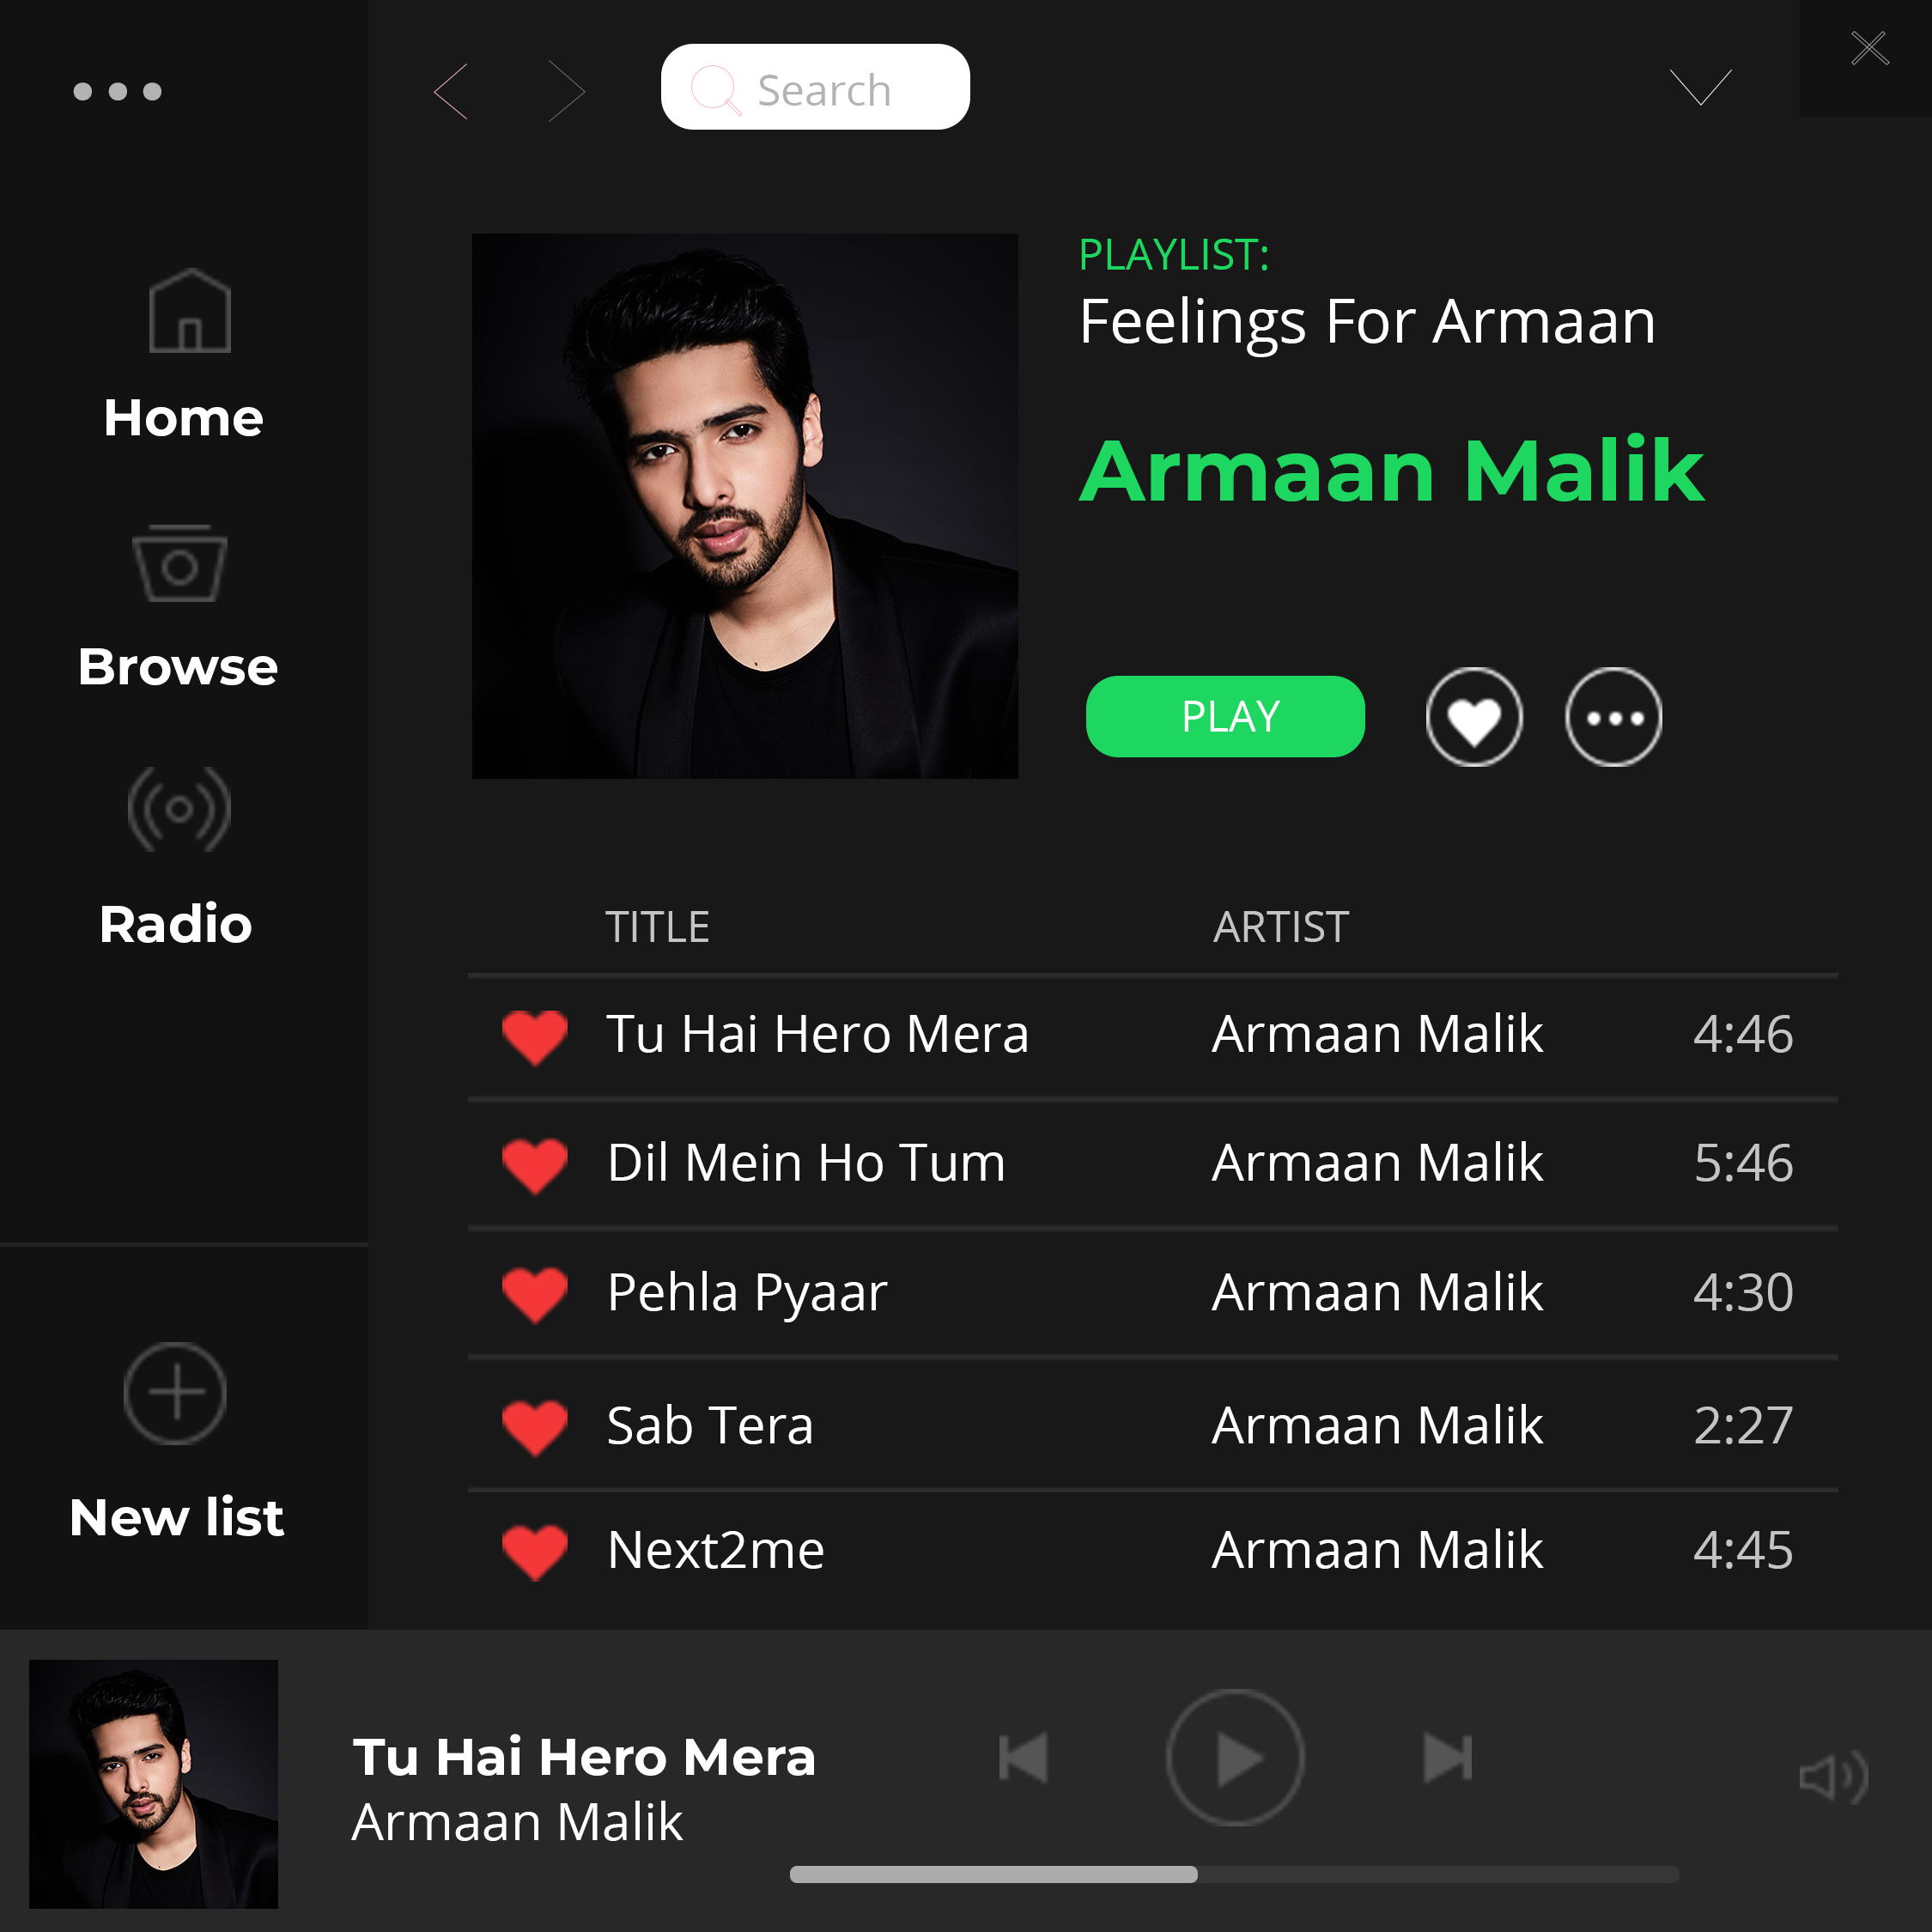 Search
Home
Browse
Radio
New list
PLAYLIST:
Feelings For Armaan
Armaan Malik
PLAY
TITLE ARTIST
Tu Hai Hero Mera Armaan Malik 4:46
Dil Mein Ho Tum Armaan Malik 5:46
Pehla Pyaar Armaan Malik 4:30
Sab Tera Armaan Malik 2:27
Next2me Armaan Malik 4:45
Tu Hai Hero Mera
Armaan Malik